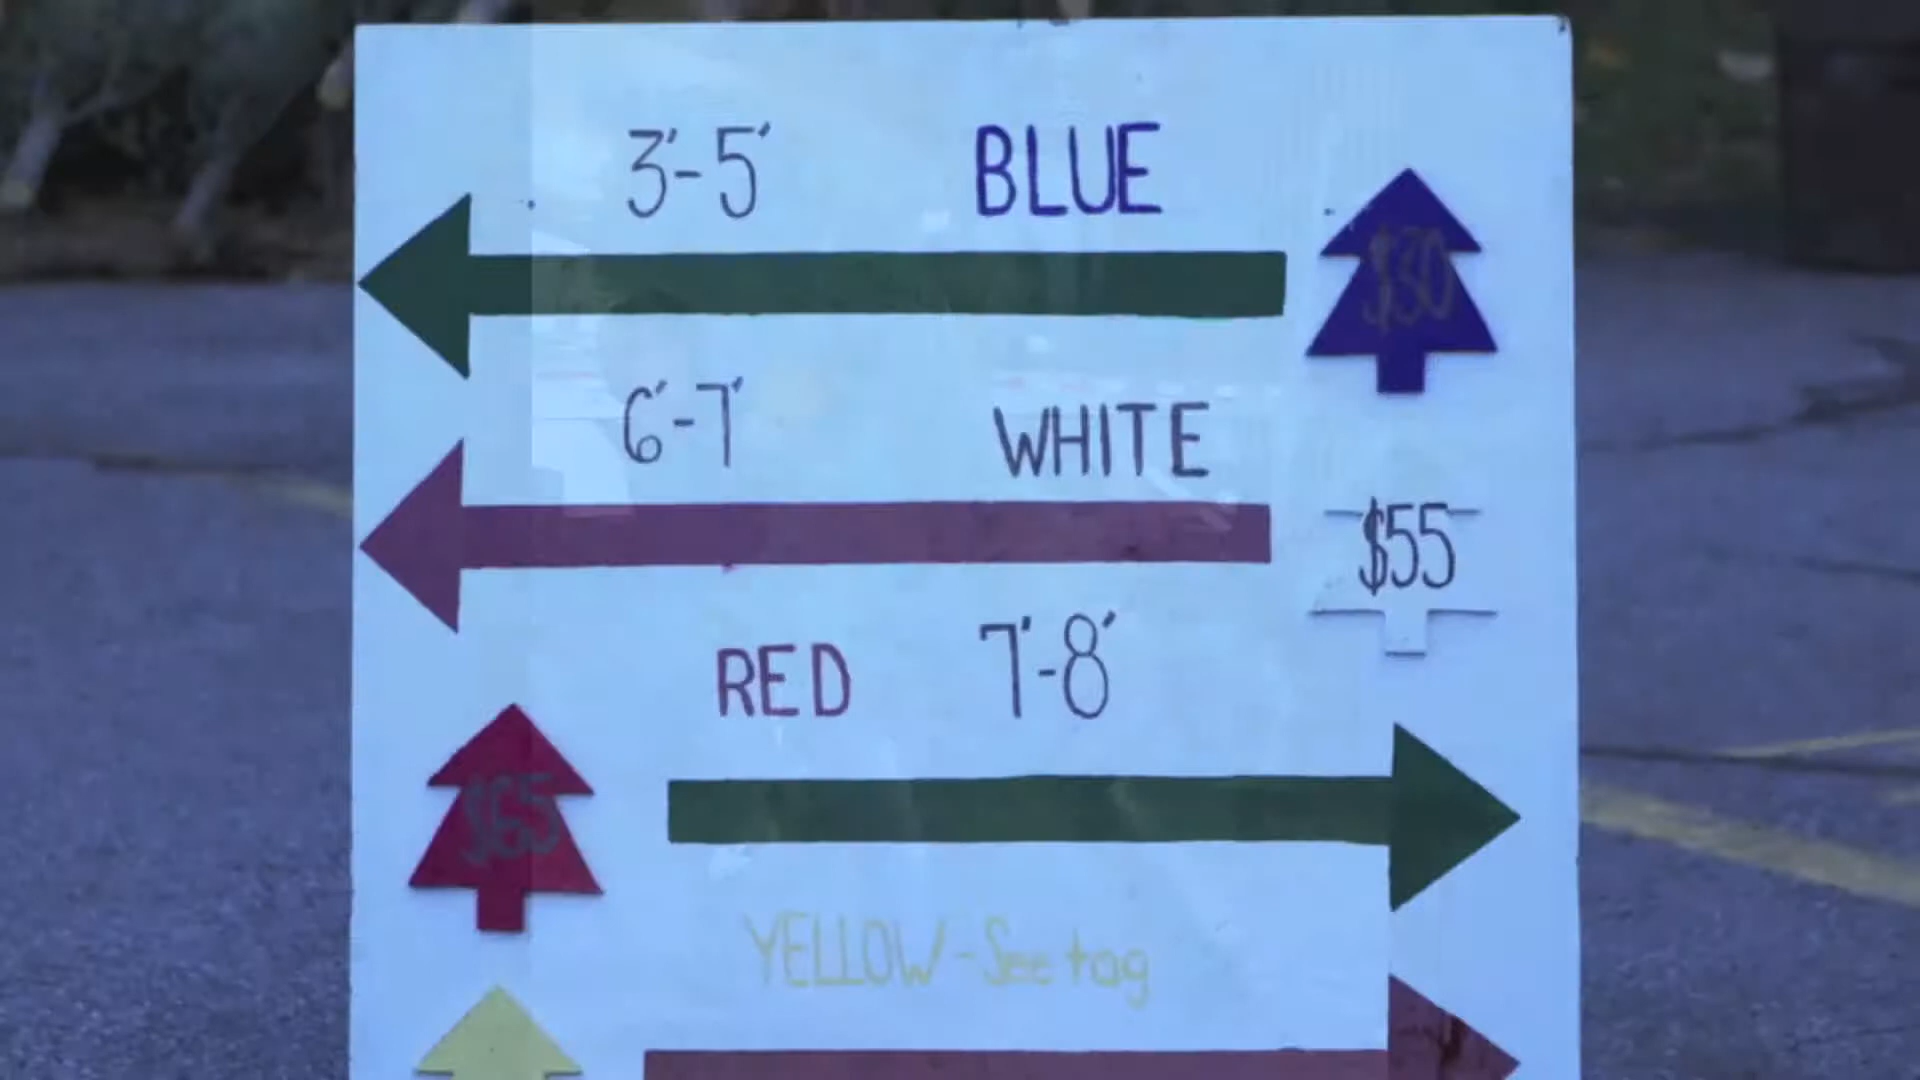 3'-5' BLUE
$30
6'-7' WHITE
$55
RED 7'-8'
$65
YELLOW - See tag